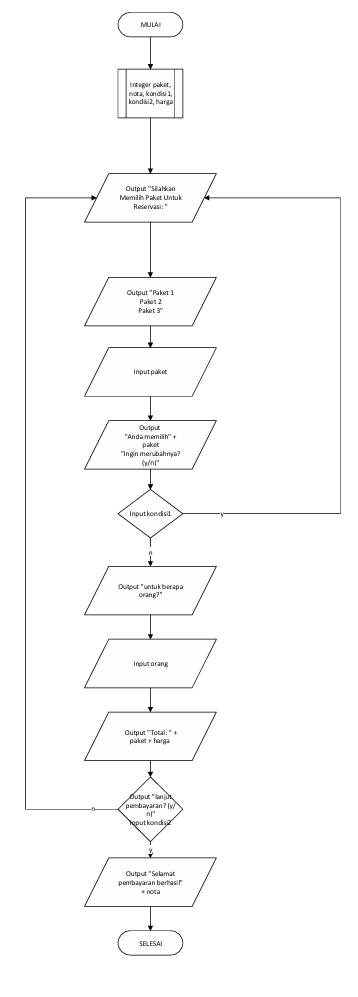 MULAI
Integer paket,
nota, kondisi1,
kondisi2, harga
Output "Silahkan
Memilih Paket Untuk
Reservasi: "
Output "Paket 1
Paket 2
Paket 3"
Input paket
Output
"Anda memilih" +
paket
"Ingin merubahnya?
(y/n)"
Input kondisi1
y
n
Output "untuk berapa
orang?"
Input orang
Output "Total: " +
paket + harga
Output "lanjut
pembayaran? (y/
n)"
Input kondisi2
n
y
Output "Selamat
pembayaran berhasil"
+ nota
SELESAI